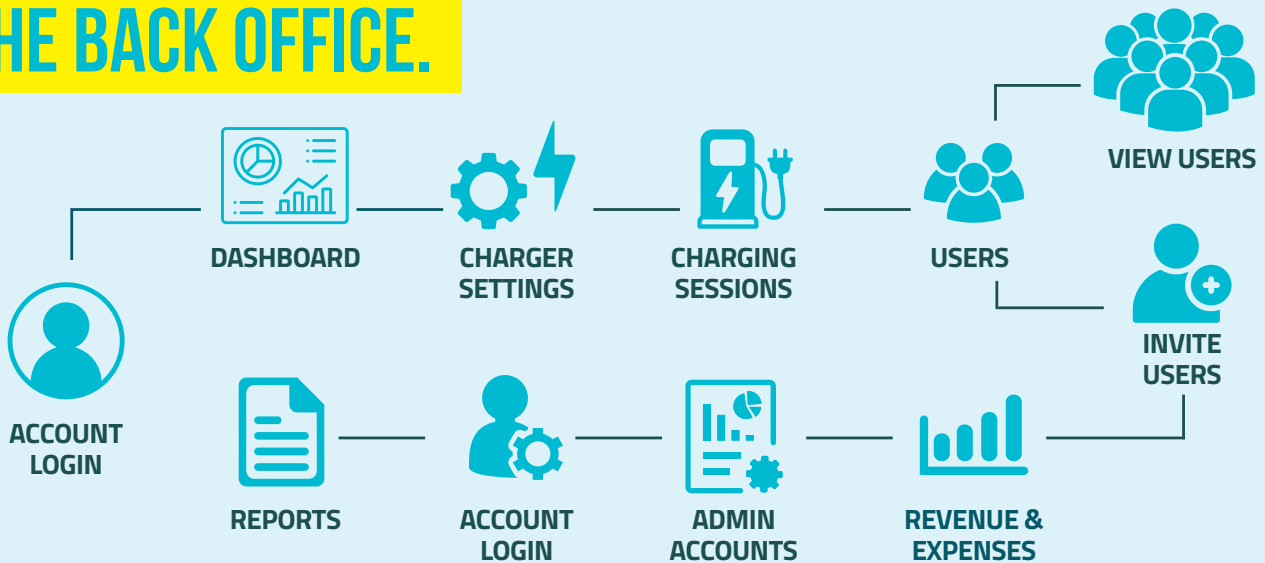 HE BACK OFFICE.
VIEW USERS
DASHBOARD
CHARGER
SETTINGS
CHARGING
SESSIONS
USERS
INVITE
USERS
ACCOUNT
LOGIN
REPORTS
ACCOUNT
LOGIN
ADMIN
ACCOUNTS
REVENUE &
EXPENSES